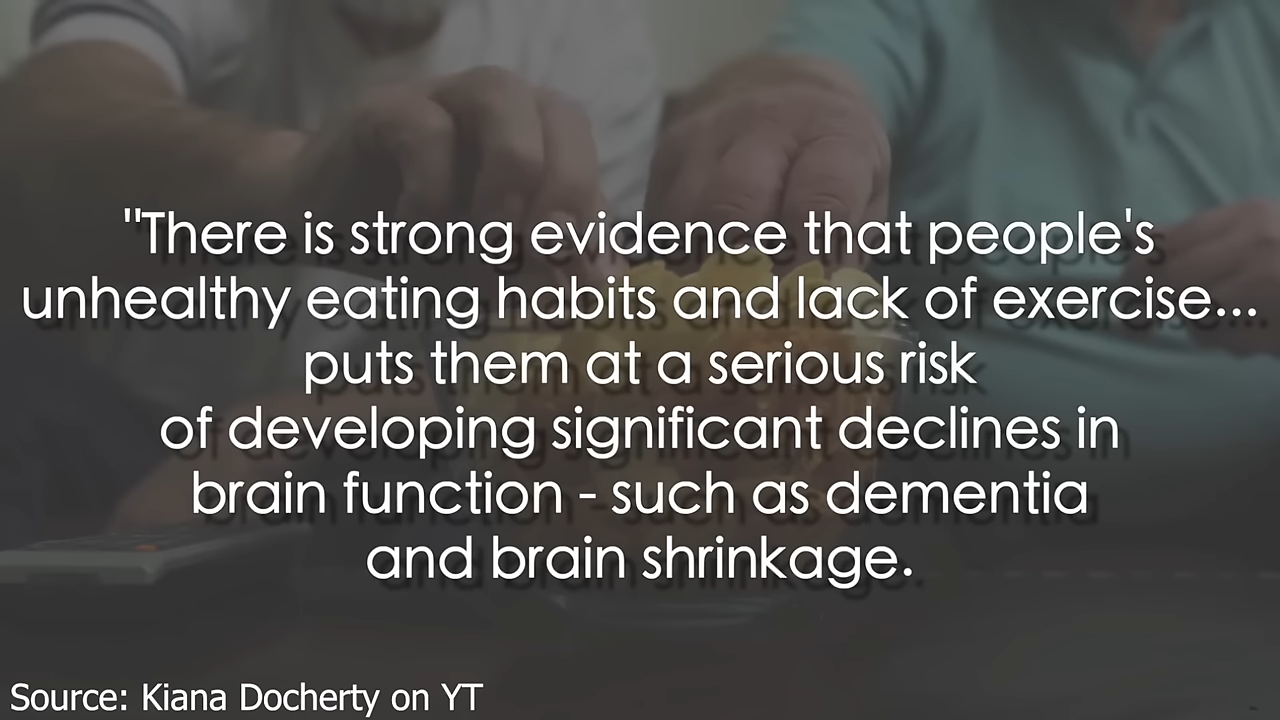 "There is strong evidence that people's
unhealthy eating habits and lack of exercise...
puts them at a serious risk
of developing significant declines in
brain function - such as dementia
and brain shrinkage.
Source: Kiana Docherty on YT